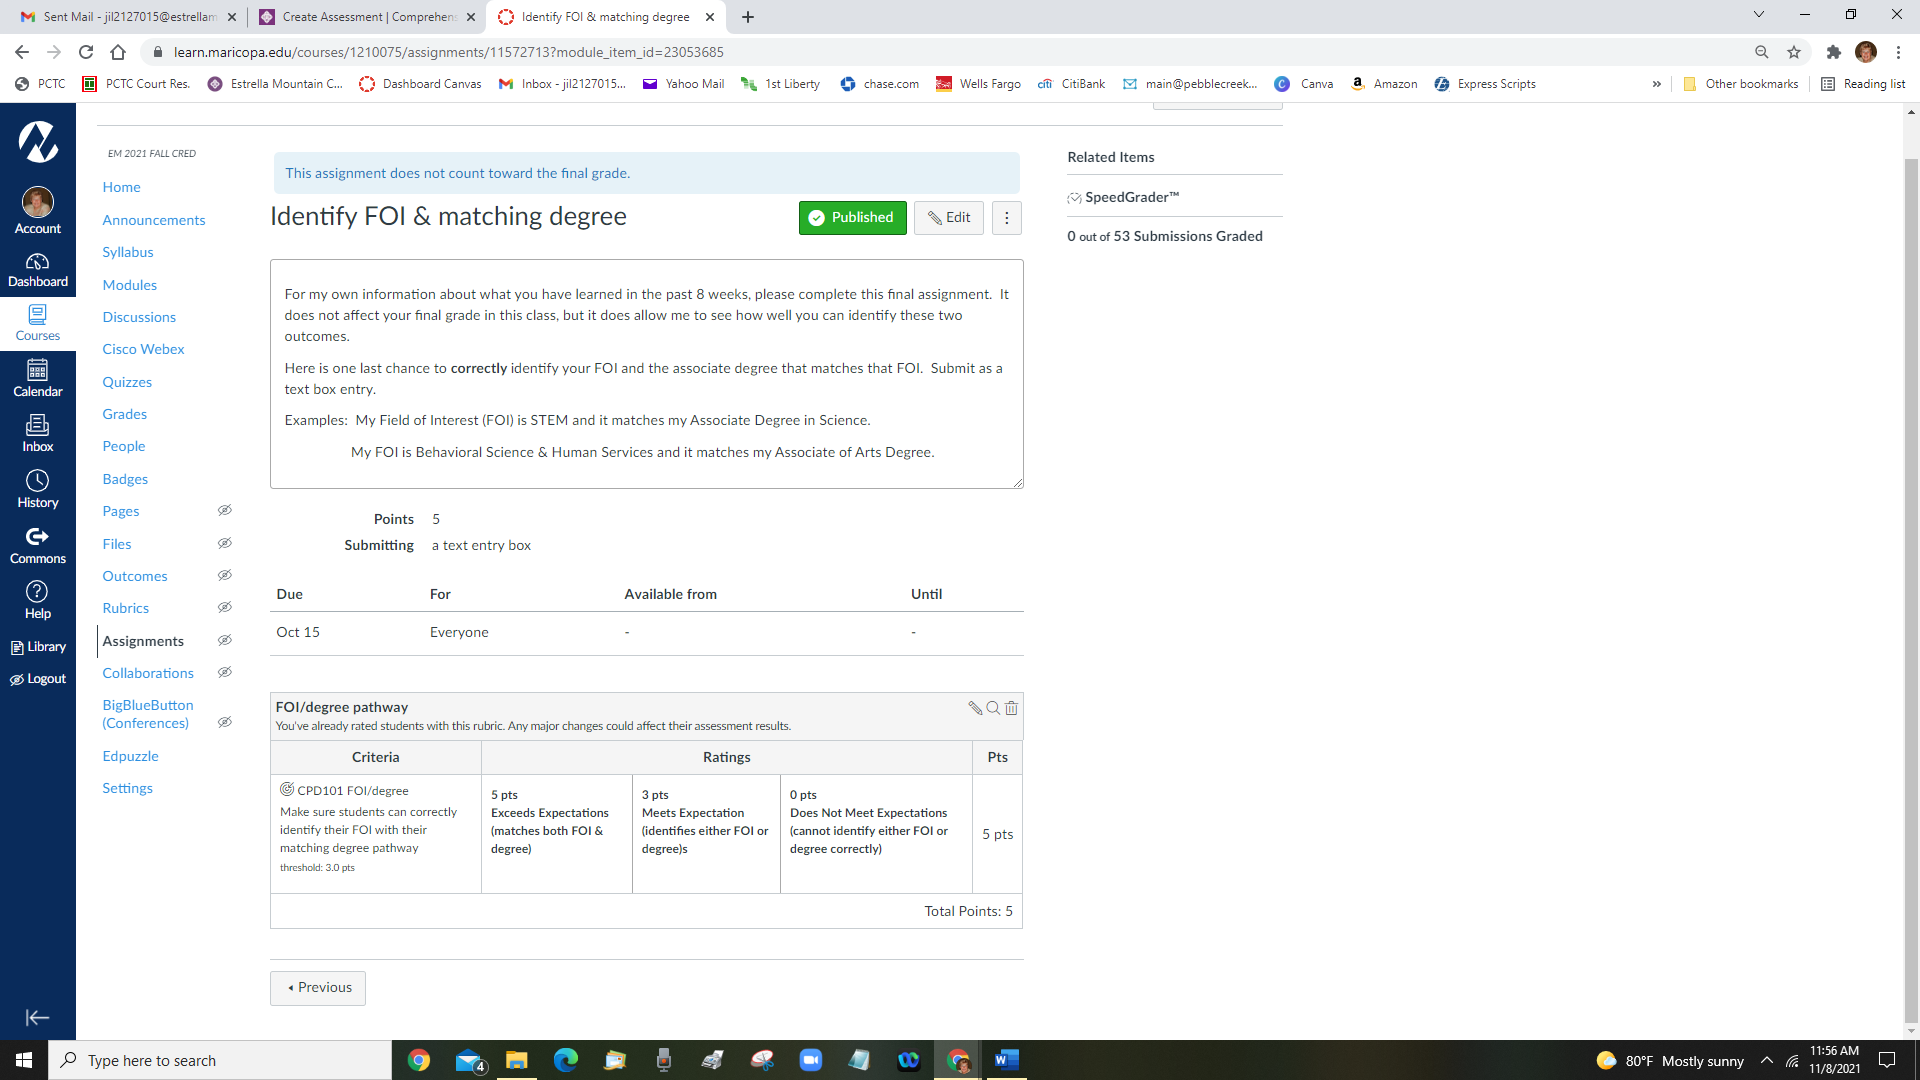 Sent Mail - jil2127015@estrellam
Create Assessment | Comprehens
Identify FOI & matching degree
learn.maricopa.edu/courses/1210075/assignments/11572713?module_item_id=23053685
PCTC
PCTC Court Res.
Estrella Mountain C...
Dashboard Canvas
Inbox - jil2127015...
Yahoo Mail
1st Liberty
chase.com
Wells Fargo
citi CitiBank
main@pebblecreek...
Canva
Amazon
Express Scripts
»
Other bookmarks
Reading list
Account
Dashboard
Courses
Calendar
Inbox
History
Commons
Help
Library
Logout
EM 2021 FALL CRED
Home
Announcements
Syllabus
Modules
Discussions
Cisco Webex
Quizzes
Grades
People
Badges
Pages
Files
Outcomes
Rubrics
Assignments
Collaborations
BigBlueButton
(Conferences)
Edpuzzle
Settings
This assignment does not count toward the final grade.
Identify FOI & matching degree
Published
Edit
For my own information about what you have learned in the past 8 weeks, please complete this final assignment. It
does not affect your final grade in this class, but it does allow me to see how well you can identify these two
outcomes.
Here is one last chance to correctly identify your FOI and the associate degree that matches that FOI. Submit as a
text box entry.
Examples: My Field of Interest (FOI) is STEM and it matches my Associate Degree in Science.
My FOI is Behavioral Science & Human Services and it matches my Associate of Arts Degree.
Points 5
Submitting a text entry box
Due For Available from Until
Oct 15 Everyone - -
FOI/degree pathway
You've already rated students with this rubric. Any major changes could affect their assessment results.
Criteria Ratings Pts
CPD101 FOI/degree
Make sure students can correctly
identify their FOI with their
matching degree pathway
threshold: 3.0 pts
5 pts
Exceeds Expectations
(matches both FOI &
degree)
3 pts
Meets Expectation
(identifies either FOI or
degree)s
0 pts
Does Not Meet Expectations
(cannot identify either FOI or
degree correctly)
5 pts
Total Points: 5
Previous
Related Items
SpeedGrader™
0 out of 53 Submissions Graded
Type here to search
4
80°F Mostly sunny
11:56 AM
11/8/2021